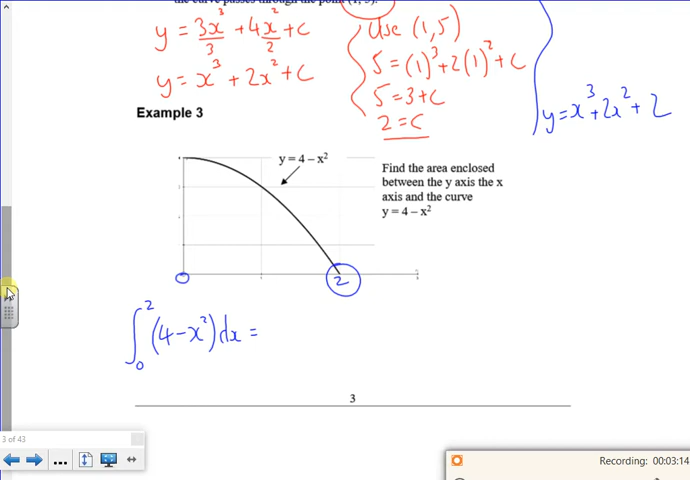 y = 3x³/3 + 4x²/2 + c
y = x³ + 2x² + c
Use (1,5)
5 = (1)³ + 2(1)² + c
5 = 3 + c
2 = c
y = x³ + 2x² + 2
Example 3
y = 4 – x²
Find the area enclosed
between the y axis the x
axis and the curve
y = 4 – x²
0
2
∫₀² (4 – x²) dx =
3
3 of 43
Recording: 00:03:14